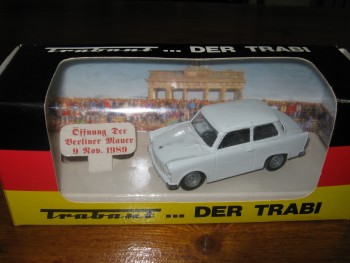 Trabant... DER TRABI
Öffnung Der
Berliner Mauer
9 Nov. 1989
Trabant... DER TRABI